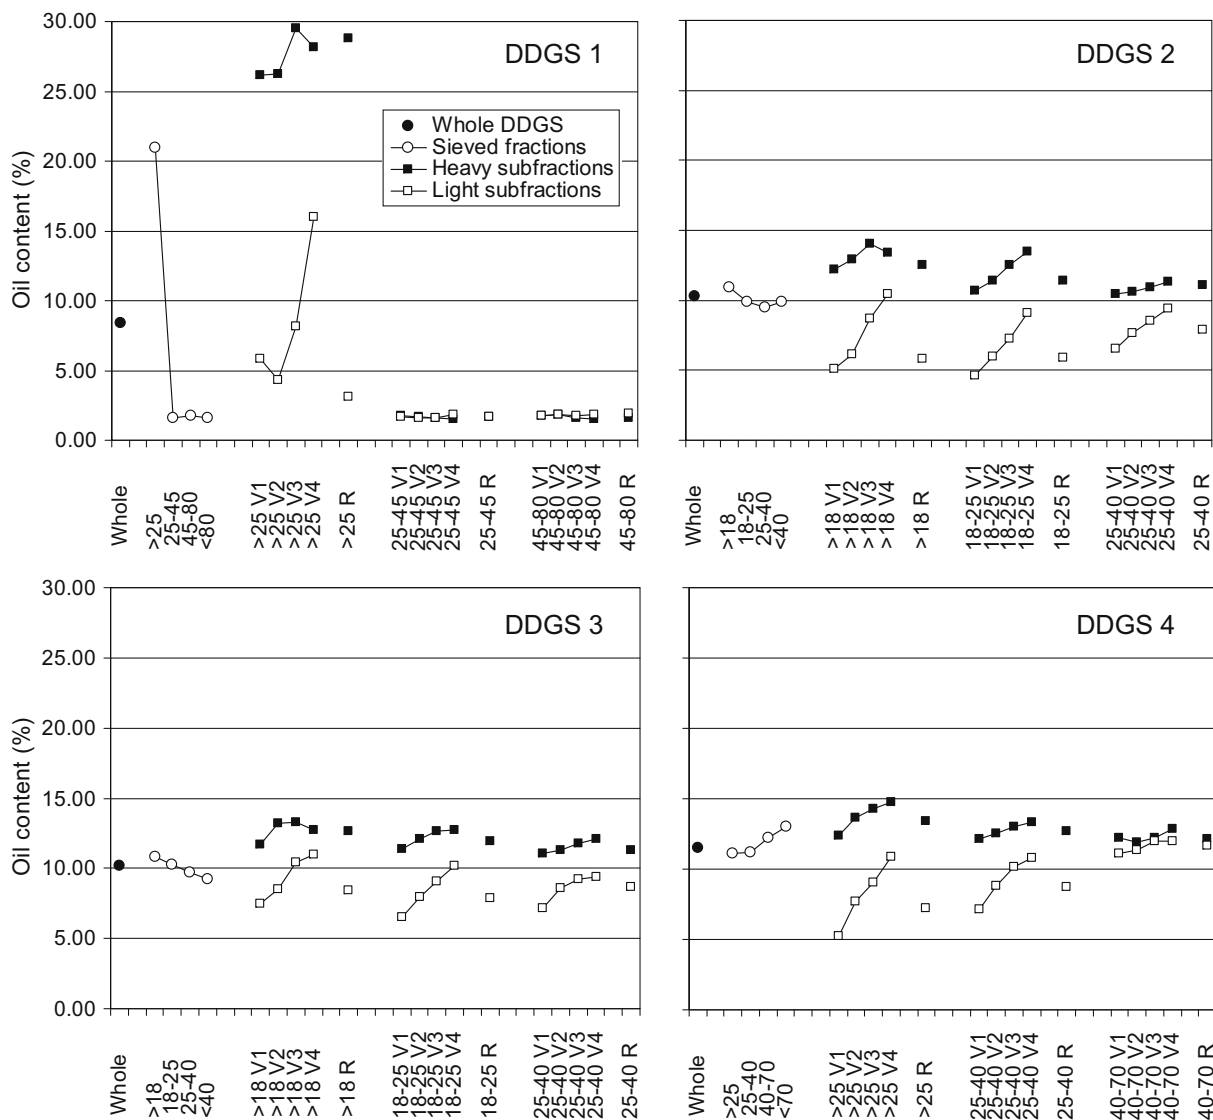 30.00
25.00
20.00
15.00
10.00
5.00
0.00
Oil content (%)
DDGS 1
Whole DDGS
Sieved fractions
Heavy subfractions
Light subfractions
Whole
>25
25-45
45-80
<80
>25 V1
>25 V2
>25 V3
>25 V4
>25 R
25-45 V1
25-45 V2
25-45 V3
25-45 V4
25-45 R
45-80 V1
45-80 V2
45-80 V3
45-80 V4
45-80 R
DDGS 2
Whole
>18
18-25
25-40
<40
>18 V1
>18 V2
>18 V3
>18 V4
>18 R
18-25 V1
18-25 V2
18-25 V3
18-25 V4
18-25 R
25-40 V1
25-40 V2
25-40 V3
25-40 V4
25-40 R
30.00
25.00
20.00
15.00
10.00
5.00
0.00
Oil content (%)
DDGS 3
Whole
>18
18-25
25-40
<40
>18 V1
>18 V2
>18 V3
>18 V4
>18 R
18-25 V1
18-25 V2
18-25 V3
18-25 V4
18-25 R
25-40 V1
25-40 V2
25-40 V3
25-40 V4
25-40 R
DDGS 4
Whole
>25
25-40
40-70
<70
>25 V1
>25 V2
>25 V3
>25 V4
>25 R
25-40 V1
25-40 V2
25-40 V3
25-40 V4
25-40 R
40-70 V1
40-70 V2
40-70 V3
40-70 V4
40-70 R